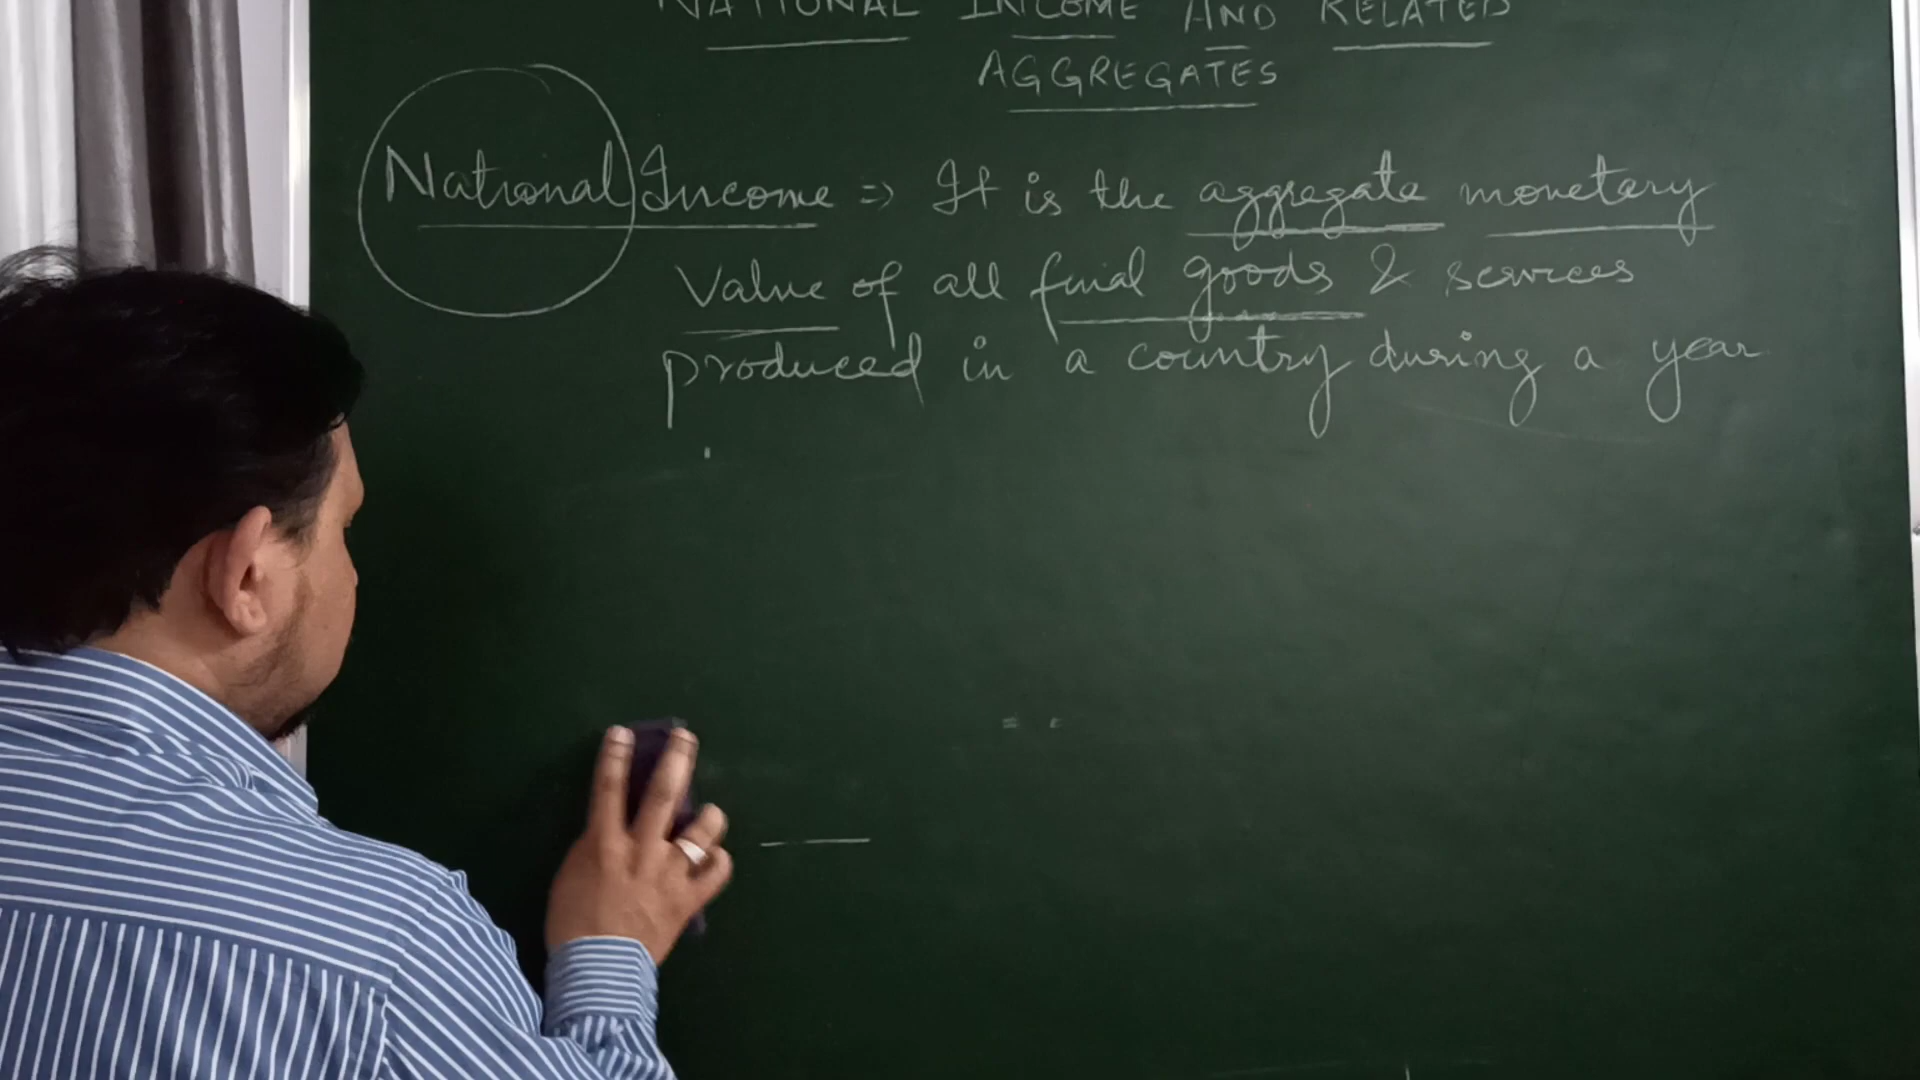 NATIONAL INCOME AND RELATED
AGGREGATES
National Income => It is the aggregate monetary
Value of all final goods & services
produced in a country during a year